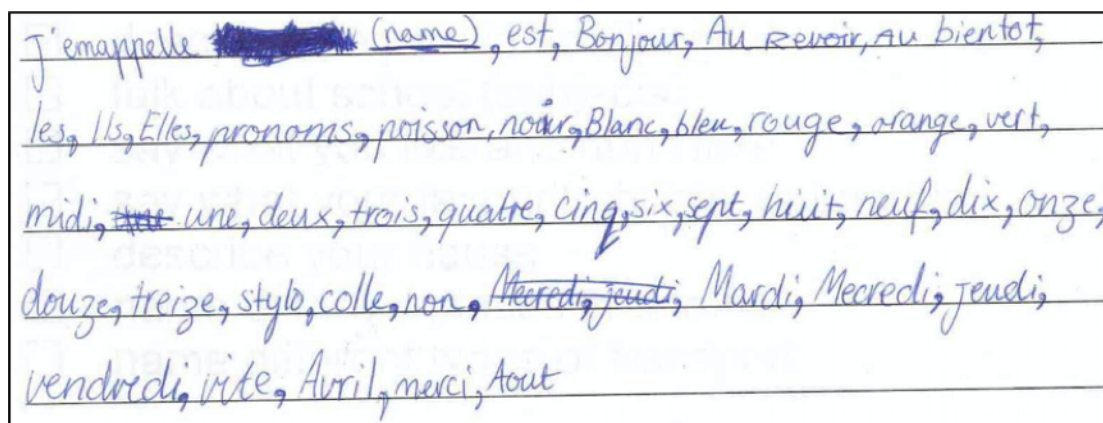 J'emappelle (name), est, Bonjour, Au Revoir, Au bientot,
les, Ils, Elles, pronoms, poisson, noir, Blanc, bleu, rouge, orange, vert,
midi, une, deux, trois, quatre, cinq, six, sept, huit, neuf, dix, onze,
douze, treize, stylo, colle, non, Mecredi, jeudi, Mardi, Mecredi, jeudi,
vendredi, vite, Avril, merci, Aout